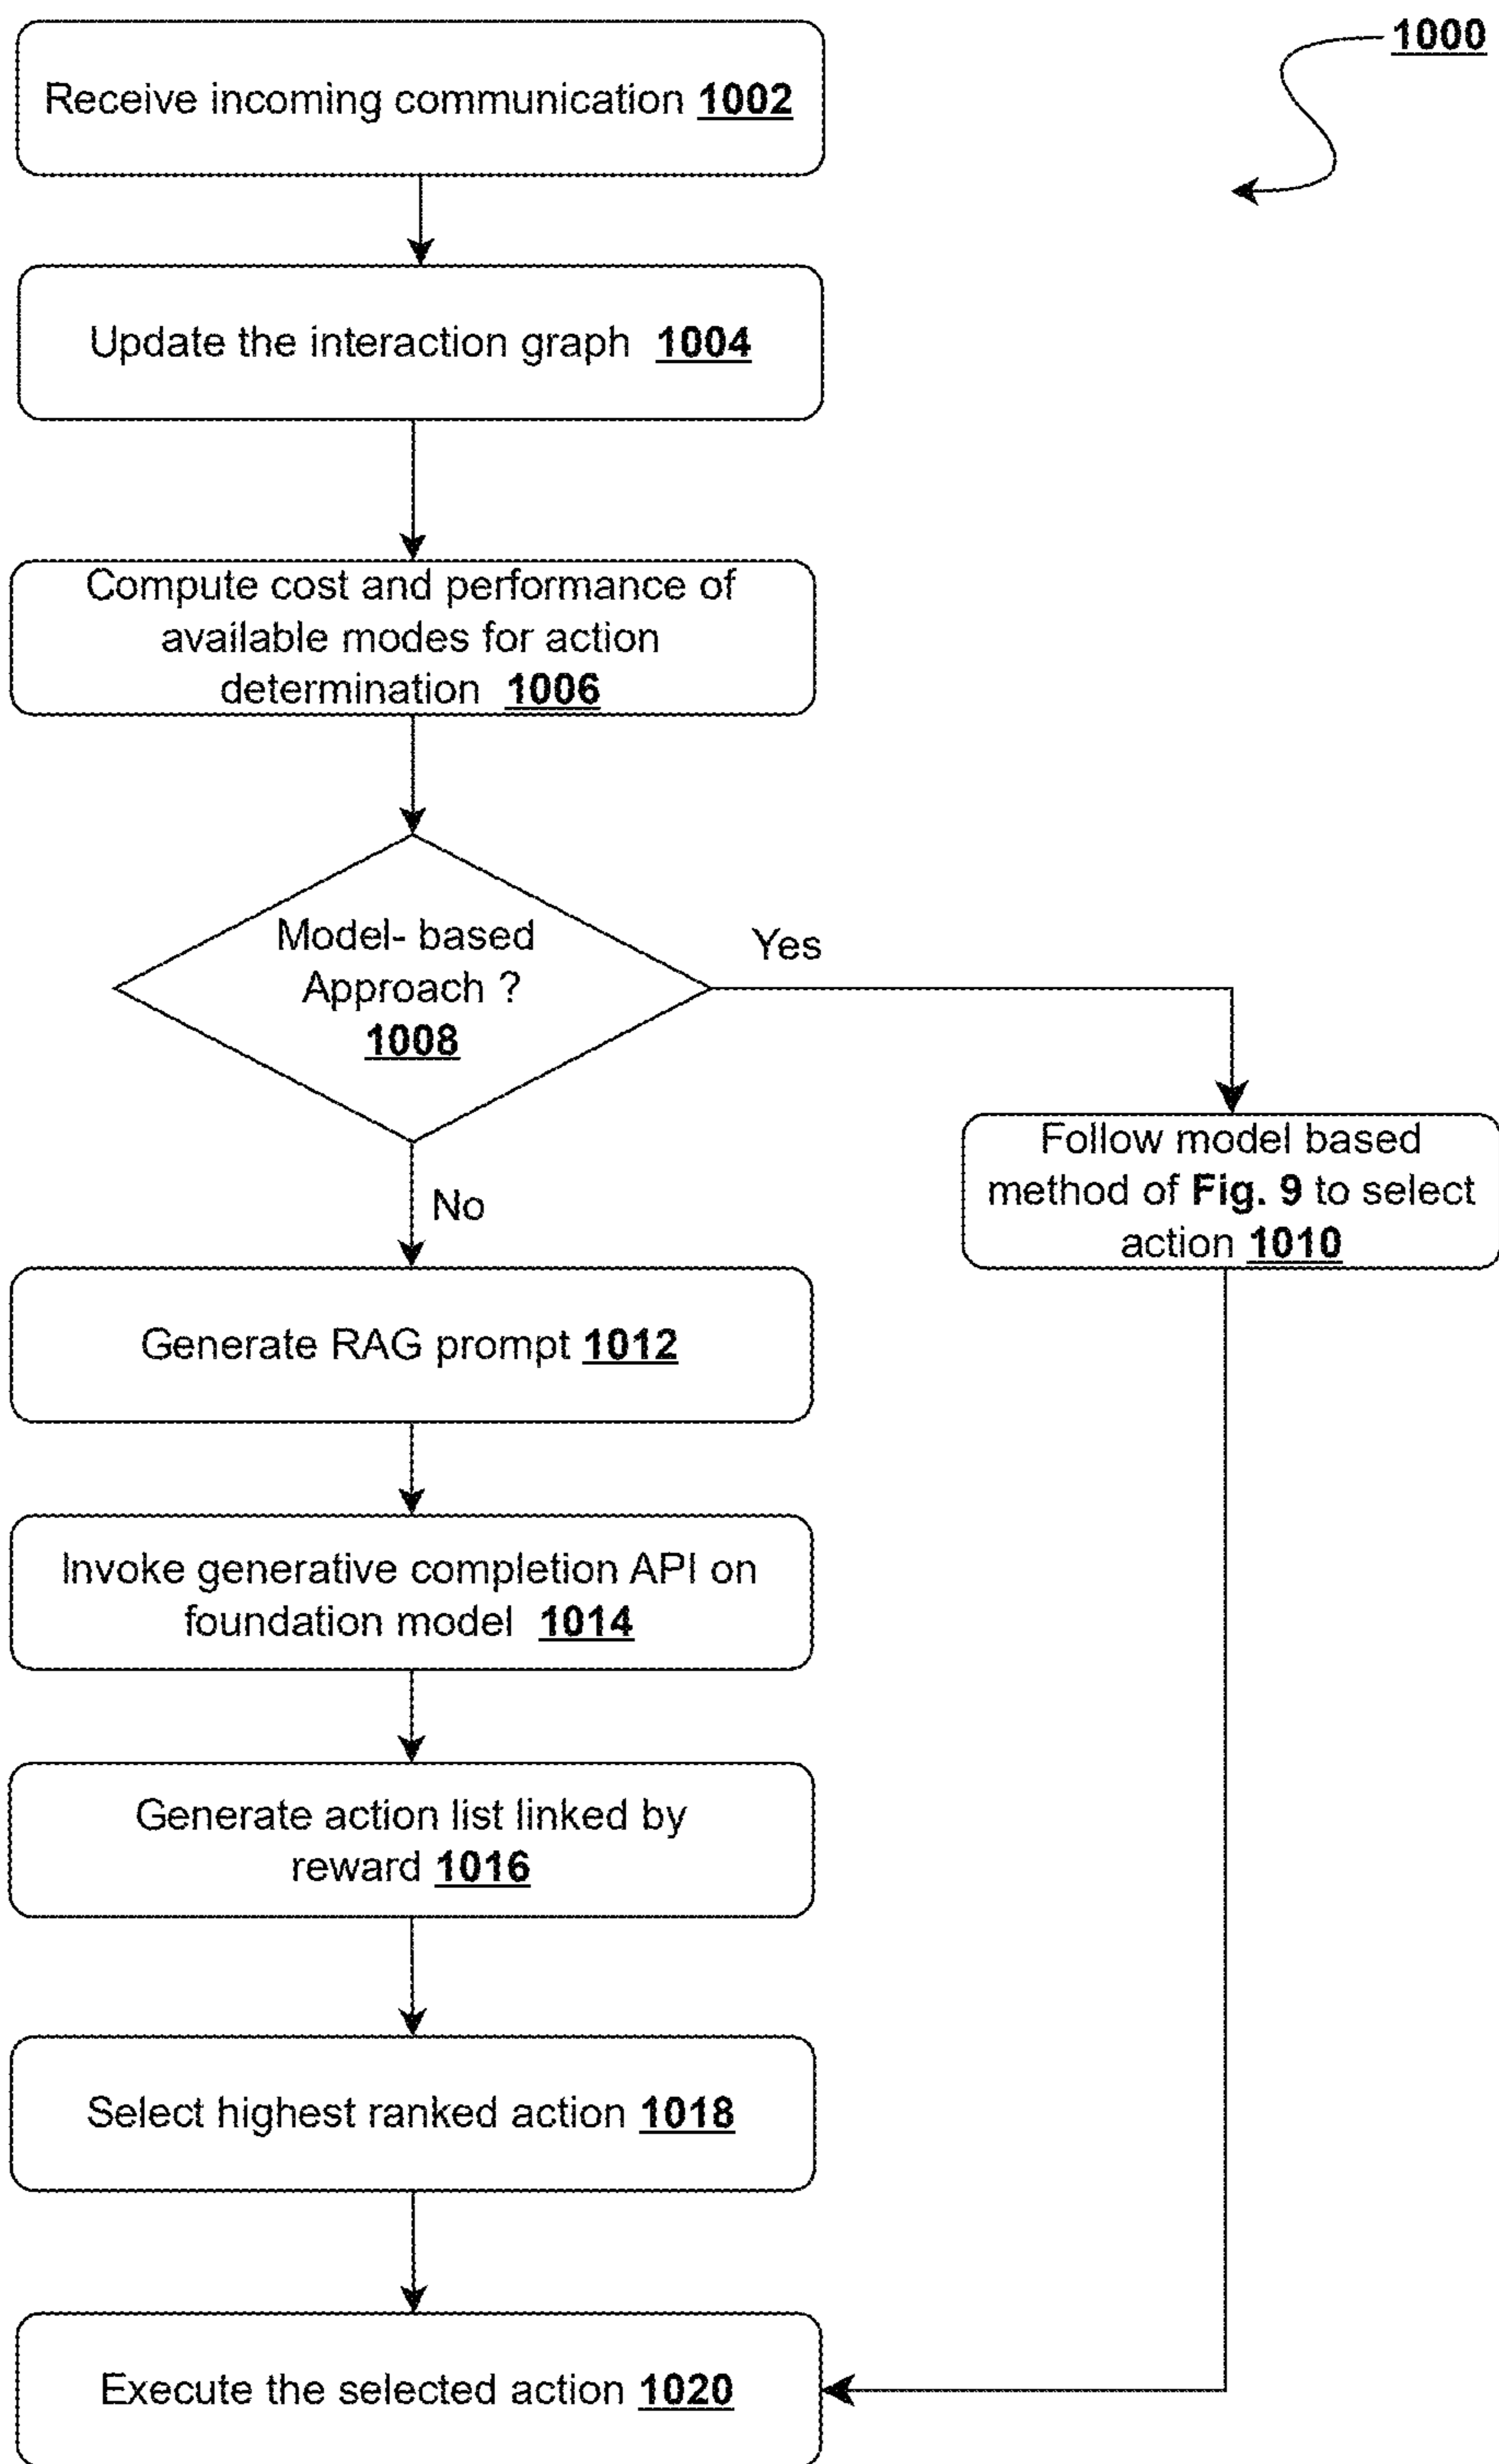 1000
Receive incoming communication 1002
Update the interaction graph 1004
Compute cost and performance of
available modes for action
determination 1006
Model- based
Approach ?
1008
Yes
No
Follow model based
method of Fig. 9 to select
action 1010
Generate RAG prompt 1012
Invoke generative completion API on
foundation model 1014
Generate action list linked by
reward 1016
Select highest ranked action 1018
Execute the selected action 1020